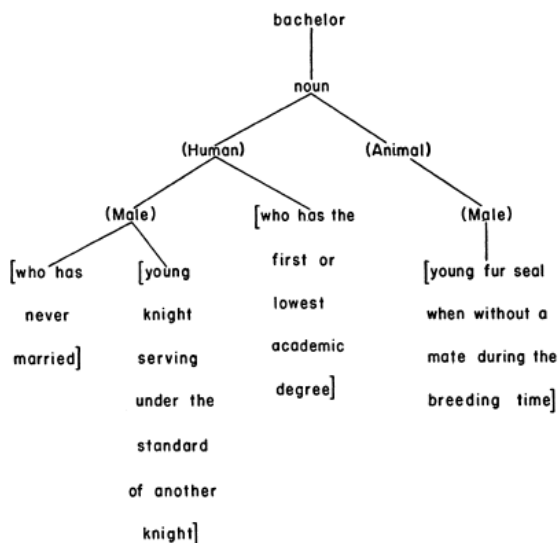 bachelor
noun
(Human)
(Animal)
(Male)
(Male)
[who has
never
married]
[young
knight
serving
under the
standard
of another
knight]
[who has the
first or
lowest
academic
degree]
[young fur seal
when without a
mate during the
breeding time]